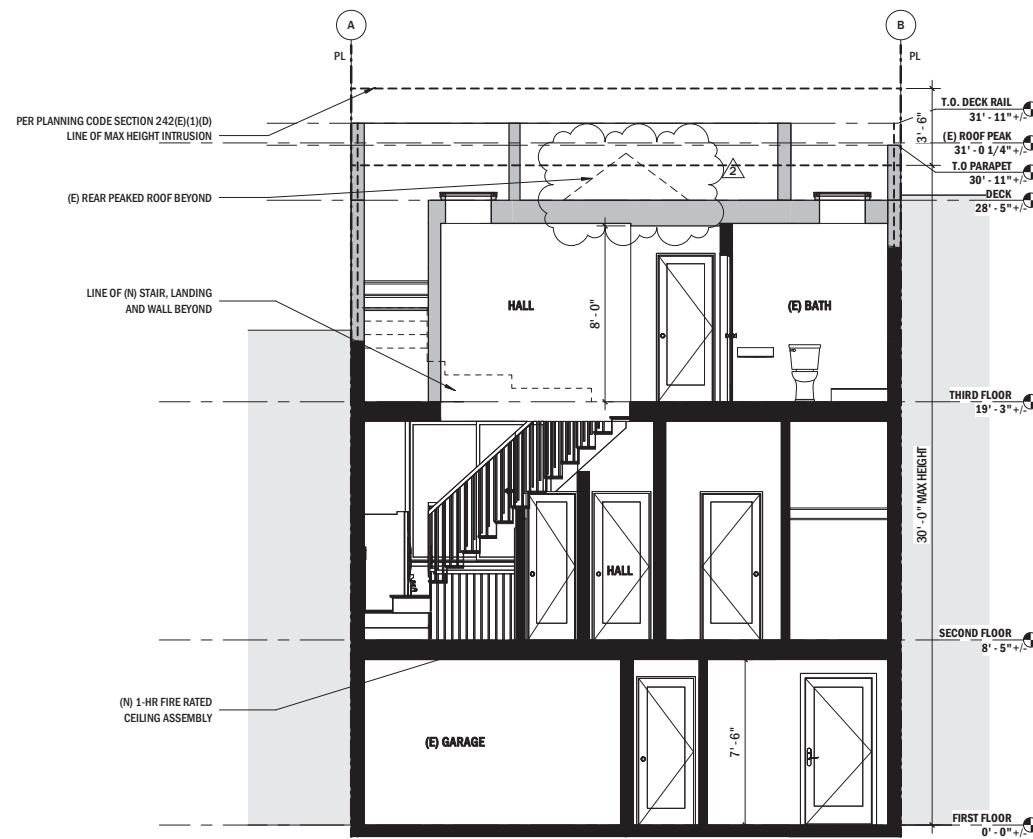 A
B
PL
PL
PER PLANNING CODE SECTION 242(E)(1)(D)
LINE OF MAX HEIGHT INTRUSION
(E) REAR PEAKED ROOF BEYOND
LINE OF (N) STAIR, LANDING
AND WALL BEYOND
(N) 1-HR FIRE RATED
CEILING ASSEMBLY
2
HALL
8' - 0"
(E) BATH
HALL
(E) GARAGE
7' - 6"
3' - 6"
30' - 0" MAX HEIGHT
T.O. DECK RAIL
31' - 11" +/-
(E) ROOF PEAK
31' - 0 1/4" +/-
T.O PARAPET
30' - 11" +/-
DECK
28' - 5" +/-
THIRD FLOOR
19' - 3" +/-
SECOND FLOOR
8' - 5" +/-
FIRST FLOOR
0' - 0" +/-